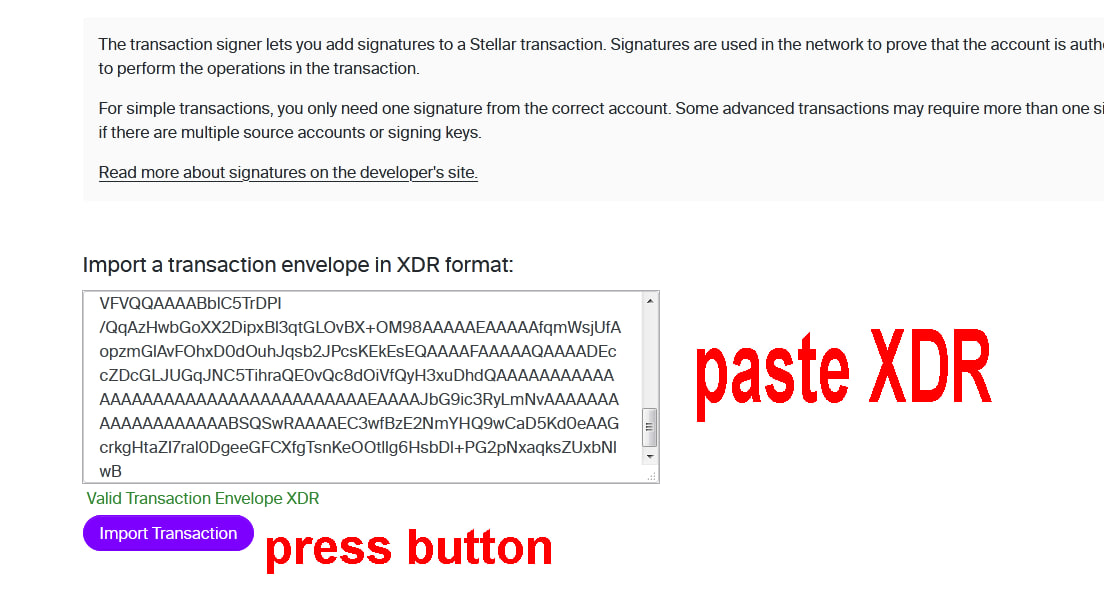 The transaction signer lets you add signatures to a Stellar transaction. Signatures are used in the network to prove that the account is auth
to perform the operations in the transaction.
For simple transactions, you only need one signature from the correct account. Some advanced transactions may require more than one si
if there are multiple source accounts or signing keys.
Read more about signatures on the developer's site.
Import a transaction envelope in XDR format:
VFVQQAAAABblC5TrDPI
/QqAzHwbGoXX2DipxBl3qtGLOvBX+OM98AAAAAEAAAAAfqmWsjUfA
opzmGlAvFOhxD0dOuhJqsb2JPcsKEkEsEQAAAAFAAAAAQAAAADEc
cZDcGLJUGqJNC5TihraQE0vQc8dOiVfQyH3xuDhdQAAAAAAAAAAA
AAAAAAAAAAAAAAAAAAAAAAAAAEAAAAJbG9ic3RyLmNvAAAAAAA
AAAAAAAAAAAABSQSwRAAAAEC3wfBzE2NmYHQ9wCaD5Kd0eAAG
crkgHtaZI7ral0DgeeGFCXfgTsnKeOOtllg6HsbDI+PG2pNxaqksZUxbNI
wB
paste XDR
Valid Transaction Envelope XDR
Import Transaction
press button